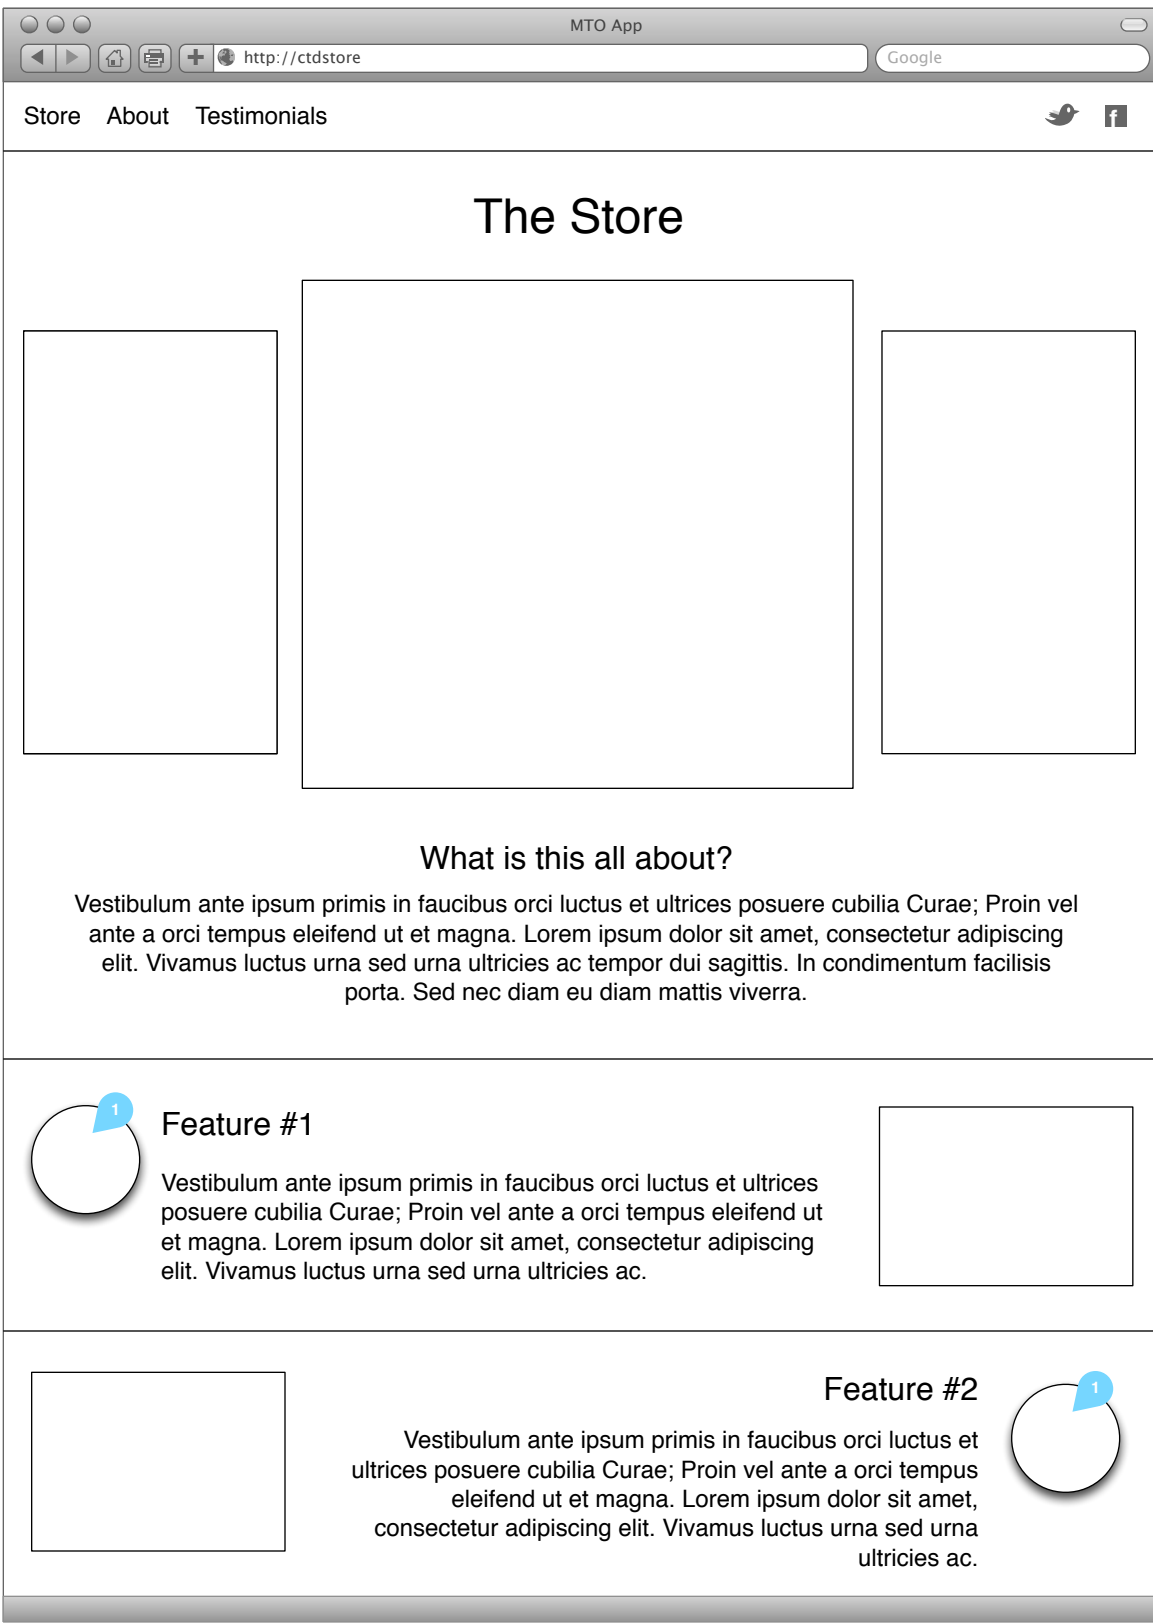 MTO App
http://ctdstore
Google
Store About Testimonials
f
The Store
What is this all about?
Vestibulum ante ipsum primis in faucibus orci luctus et ultrices posuere cubilia Curae; Proin vel
ante a orci tempus eleifend ut et magna. Lorem ipsum dolor sit amet, consectetur adipiscing
elit. Vivamus luctus urna sed urna ultricies ac tempor dui sagittis. In condimentum facilisis
porta. Sed nec diam eu diam mattis viverra.
1
Feature #1
Vestibulum ante ipsum primis in faucibus orci luctus et ultrices
posuere cubilia Curae; Proin vel ante a orci tempus eleifend ut
et magna. Lorem ipsum dolor sit amet, consectetur adipiscing
elit. Vivamus luctus urna sed urna ultricies ac.
Feature #2
1
Vestibulum ante ipsum primis in faucibus orci luctus et
ultrices posuere cubilia Curae; Proin vel ante a orci tempus
eleifend ut et magna. Lorem ipsum dolor sit amet,
consectetur adipiscing elit. Vivamus luctus urna sed urna
ultricies ac.